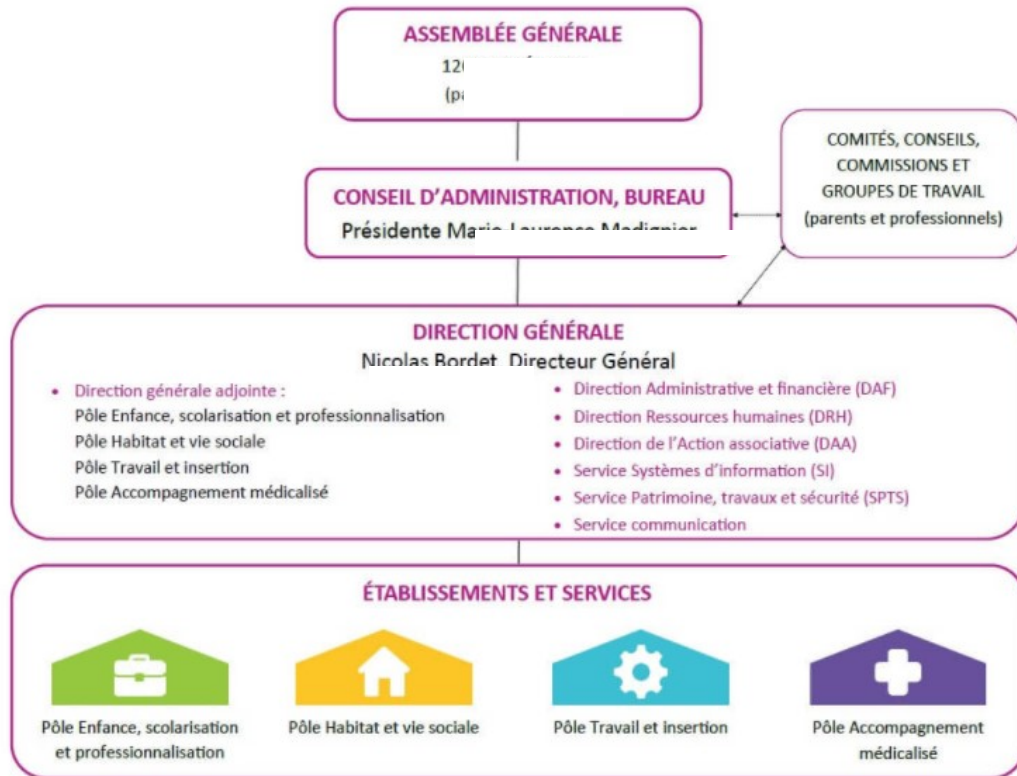 ASSEMBLÉE GÉNÉRALE
COMITÉS, CONSEILS,
COMMISSIONS ET
GROUPES DE TRAVAIL
(parents et professionnels)
CONSEIL D'ADMINISTRATION, BUREAU
Présidente Marie-Laurence Madignier
DIRECTION GÉNÉRALE
Nicolas Bordet, Directeur Général
• Direction générale adjointe :
Pôle Enfance, scolarisation et professionnalisation
Pôle Habitat et vie sociale
Pôle Travail et insertion
Pôle Accompagnement médicalisé
• Direction Administrative et financière (DAF)
• Direction Ressources humaines (DRH)
• Direction de l'Action associative (DAA)
• Service Systèmes d'information (SI)
• Service Patrimoine, travaux et sécurité (SPTS)
• Service communication
ÉTABLISSEMENTS ET SERVICES
Pôle Enfance, scolarisation
et professionnalisation
Pôle Habitat et vie sociale
Pôle Travail et insertion
Pôle Accompagnement
médicalisé